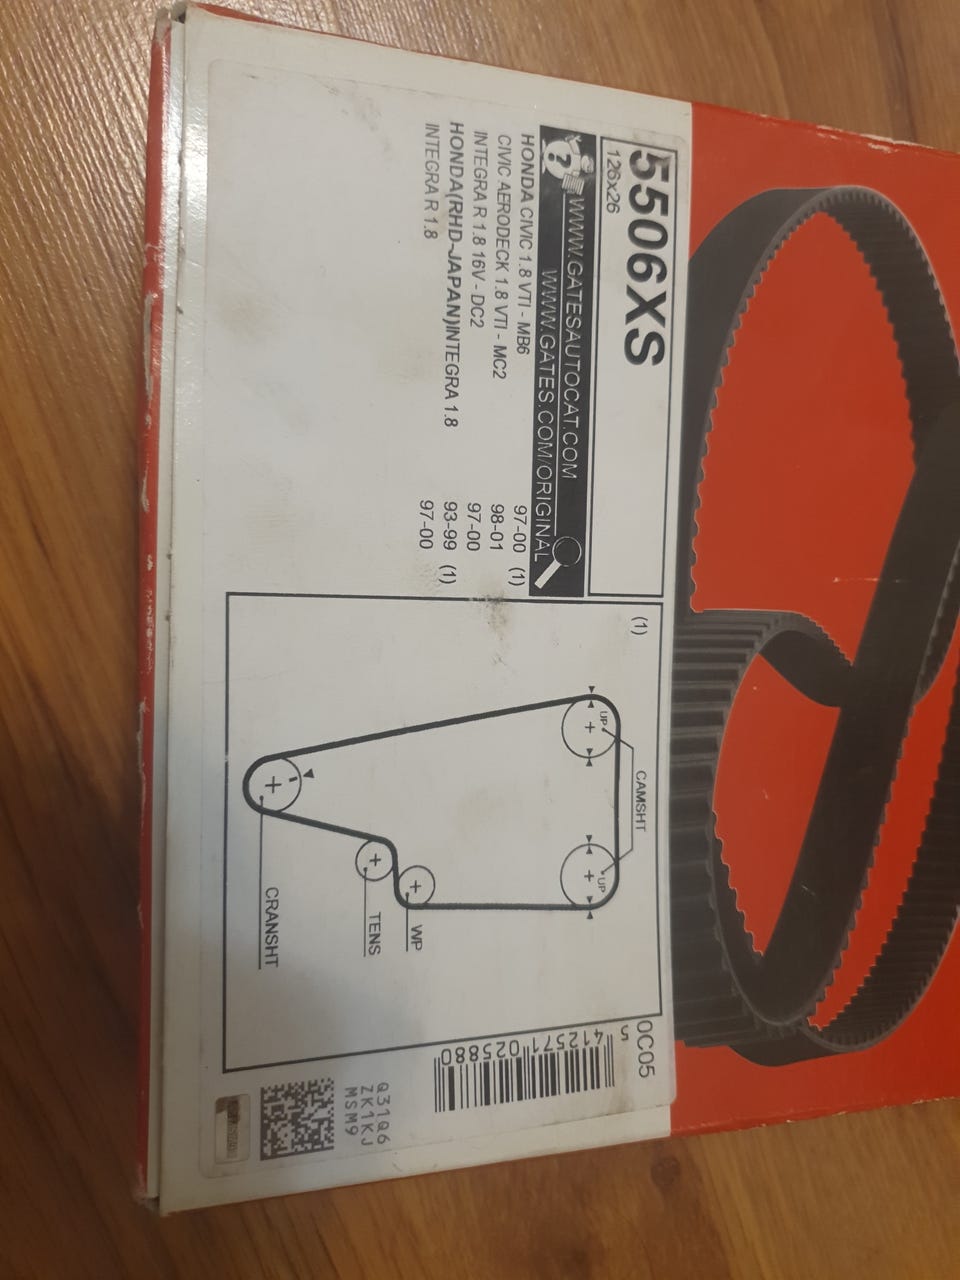 5506XS
126x26
WWW.GATESAUTOCAT.COM
WWW.GATES.COM/ORIGINAL
HONDA CIVIC 1.8 VTI - MB6 97-00 (1)
CIVIC AERODECK 1.8 VTI - MC2 98-01
INTEGRA R 1.8 16V - DC2 97-00
HONDA(RHD-JAPAN)INTEGRA 1.8 93-99 (1)
INTEGRA R 1.8 97-00
(1)
CAMSHT
UP
UP
WP
TENS
CRANSHT
0C05
5 412571 025880
Q31Q6
ZK1KJ
MSM9